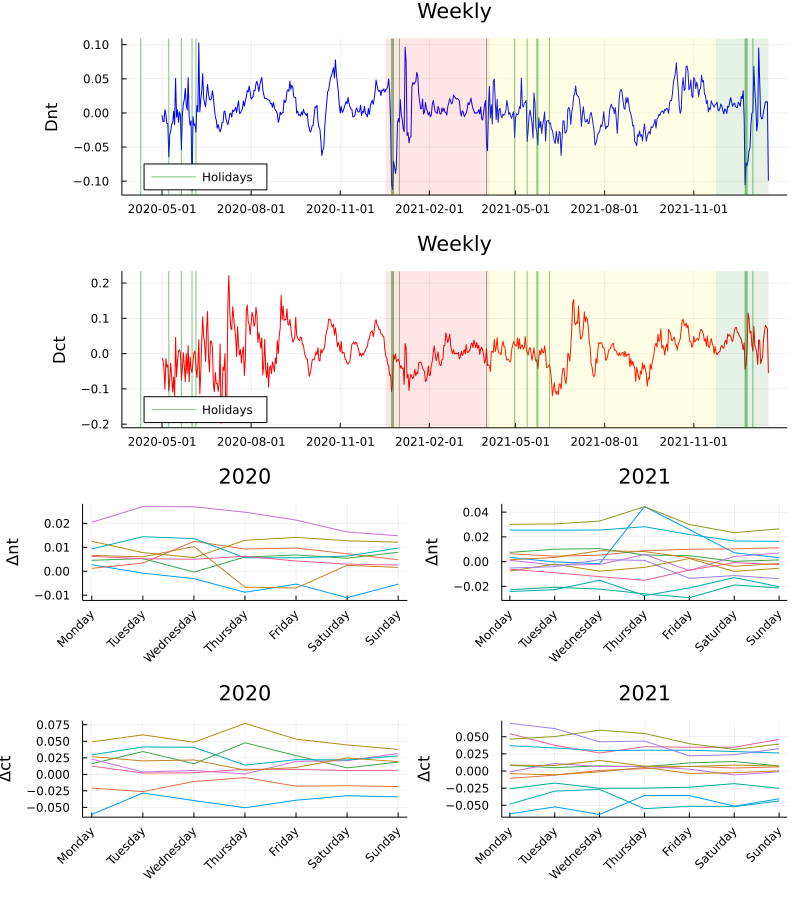 Weekly
Dnt
0.10
0.05
0.00
−0.05
−0.10
Holidays
2020-05-01 2020-08-01 2020-11-01 2021-02-01 2021-05-01 2021-08-01 2021-11-01
Weekly
Dct
0.2
0.1
0.0
−0.1
−0.2
Holidays
2020-05-01 2020-08-01 2020-11-01 2021-02-01 2021-05-01 2021-08-01 2021-11-01
2020
Δnt
0.02
0.01
0.00
−0.01
Monday Tuesday Wednesday Thursday Friday Saturday Sunday
2021
Δnt
0.04
0.02
0.00
−0.02
Monday Tuesday Wednesday Thursday Friday Saturday Sunday
2020
Δct
0.075
0.050
0.025
0.000
−0.025
−0.050
Monday Tuesday Wednesday Thursday Friday Saturday Sunday
2021
Δct
0.050
0.025
0.000
−0.025
−0.050
Monday Tuesday Wednesday Thursday Friday Saturday Sunday